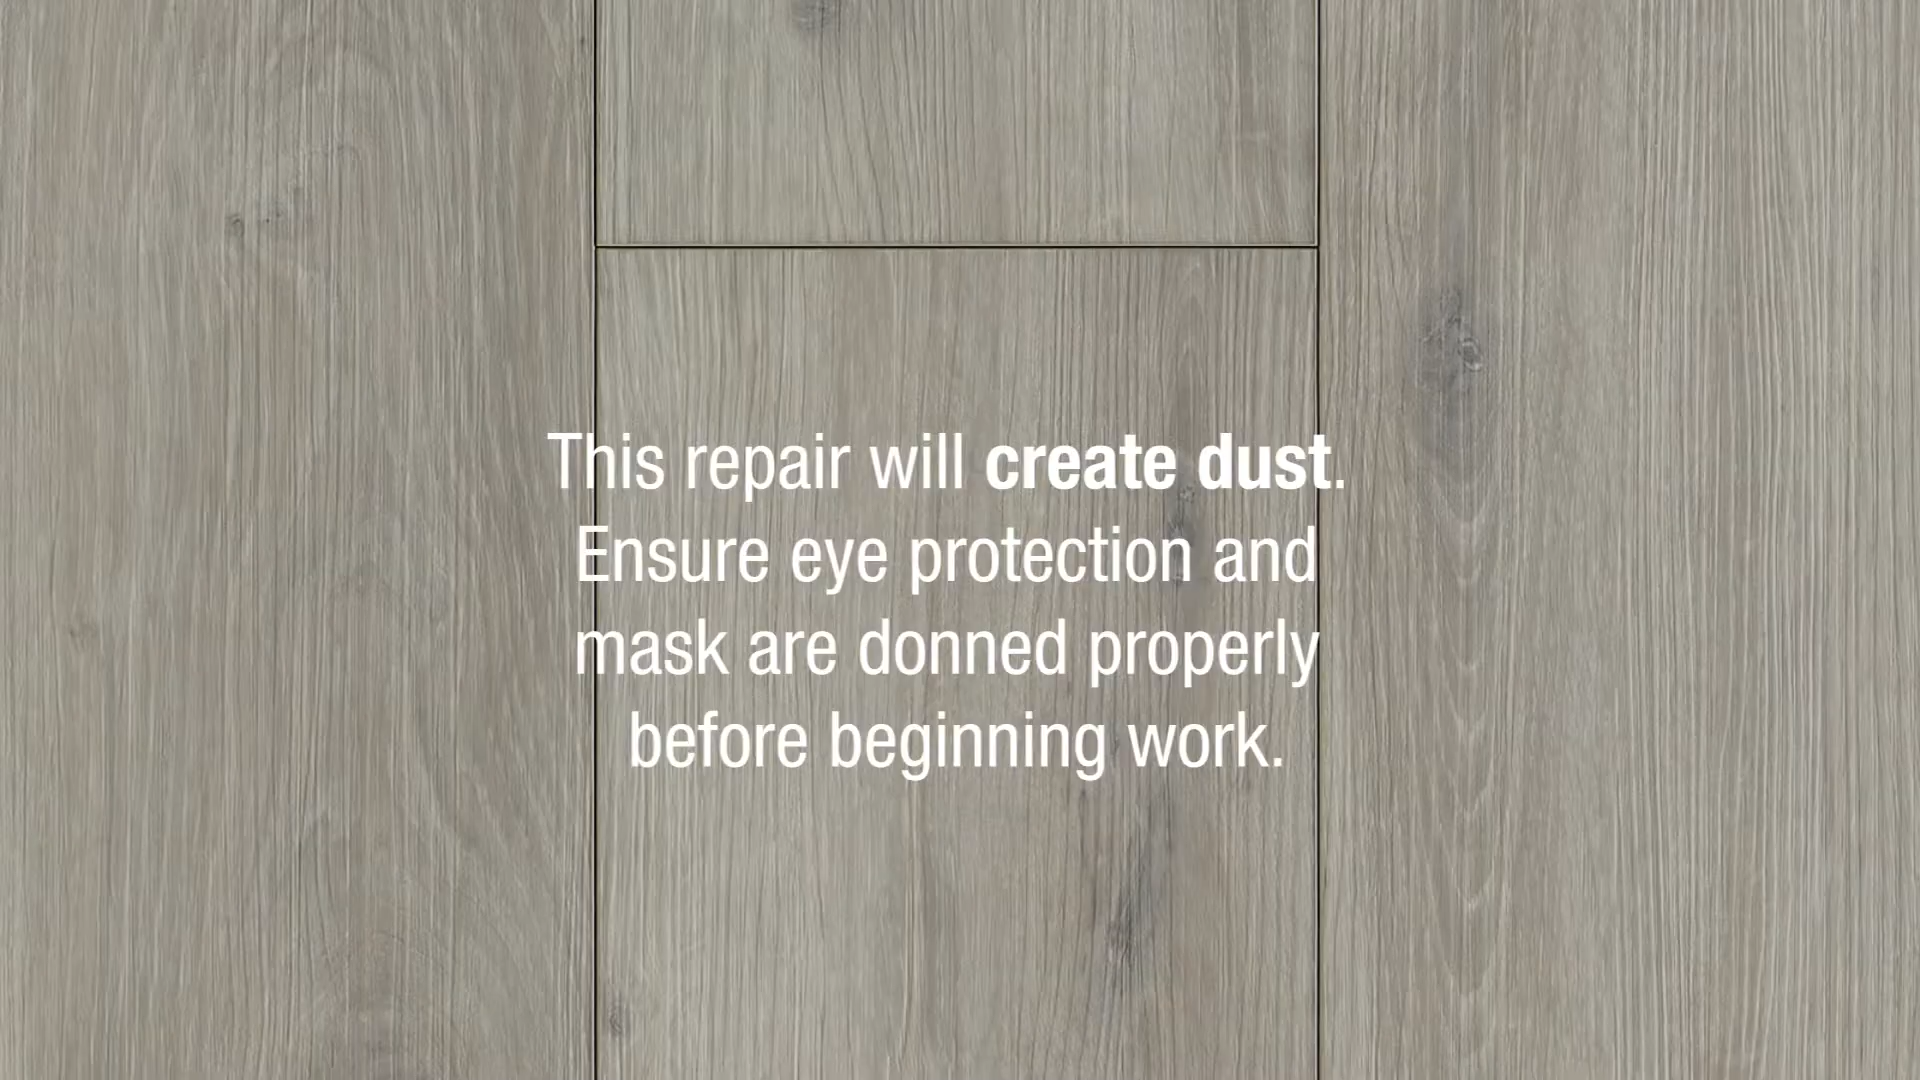 This repair will create dust.
Ensure eye protection and
mask are donned properly
before beginning work.